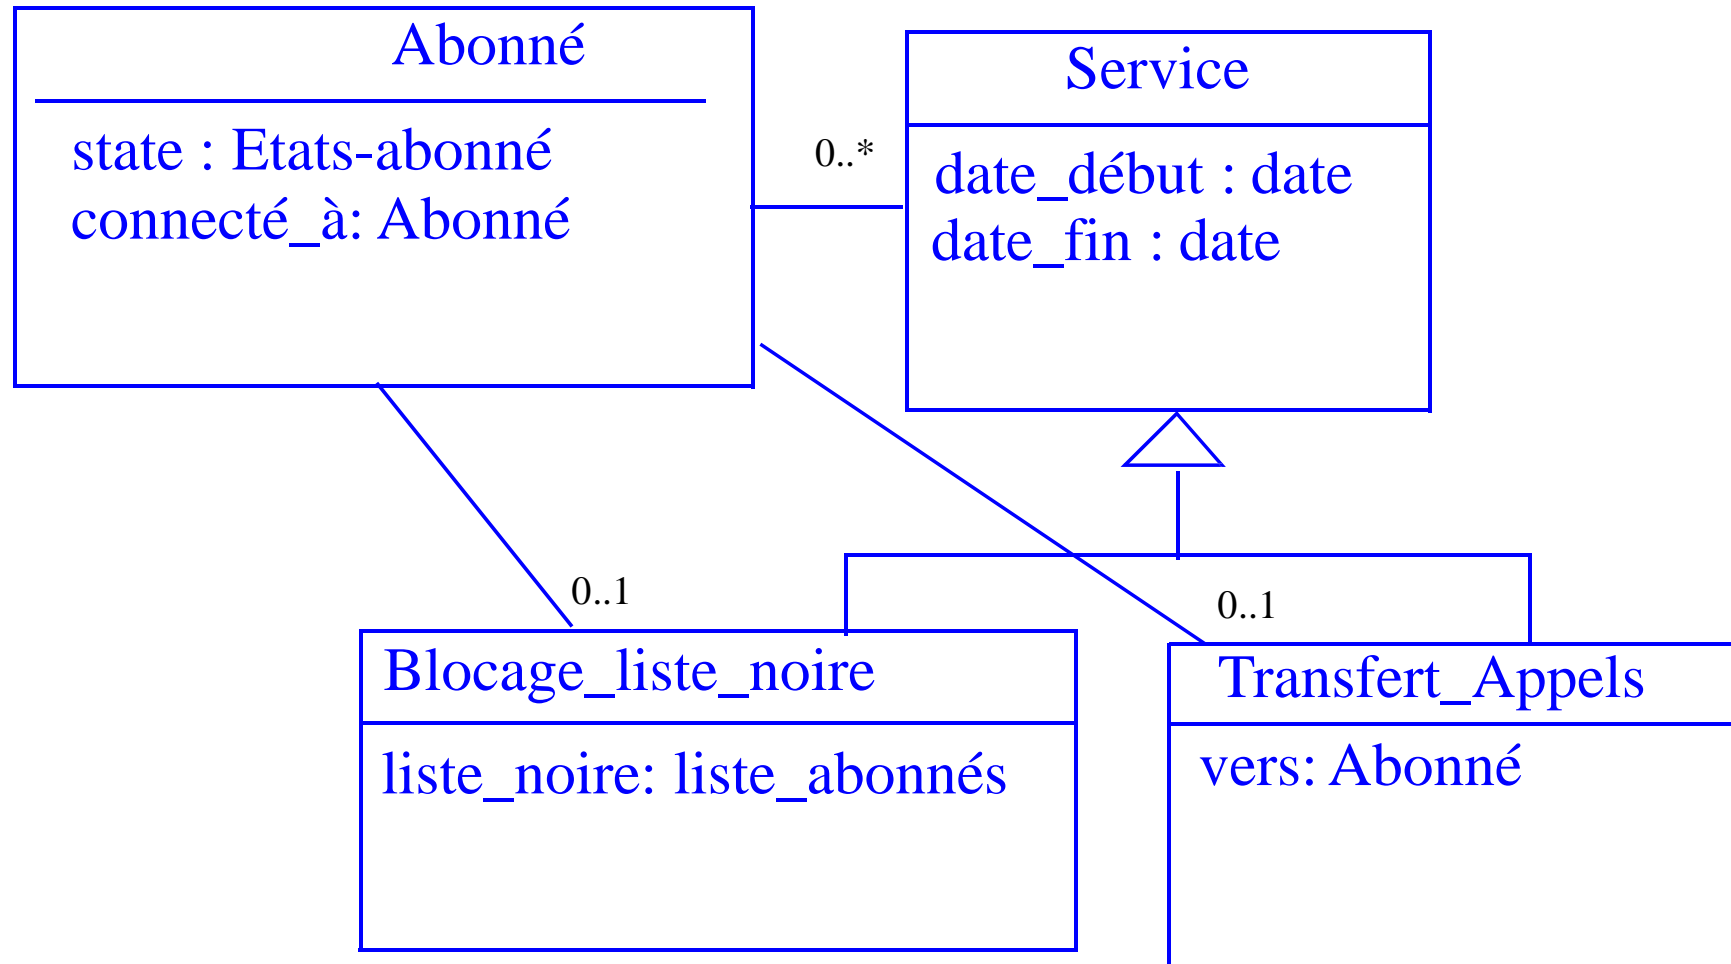 Abonné
state : Etats-abonné
connecté_à: Abonné
0..*
Service
date_début : date
date_fin : date
0..1
0..1
Blocage_liste_noire
liste_noire: liste_abonnés
Transfert_Appels
vers: Abonné